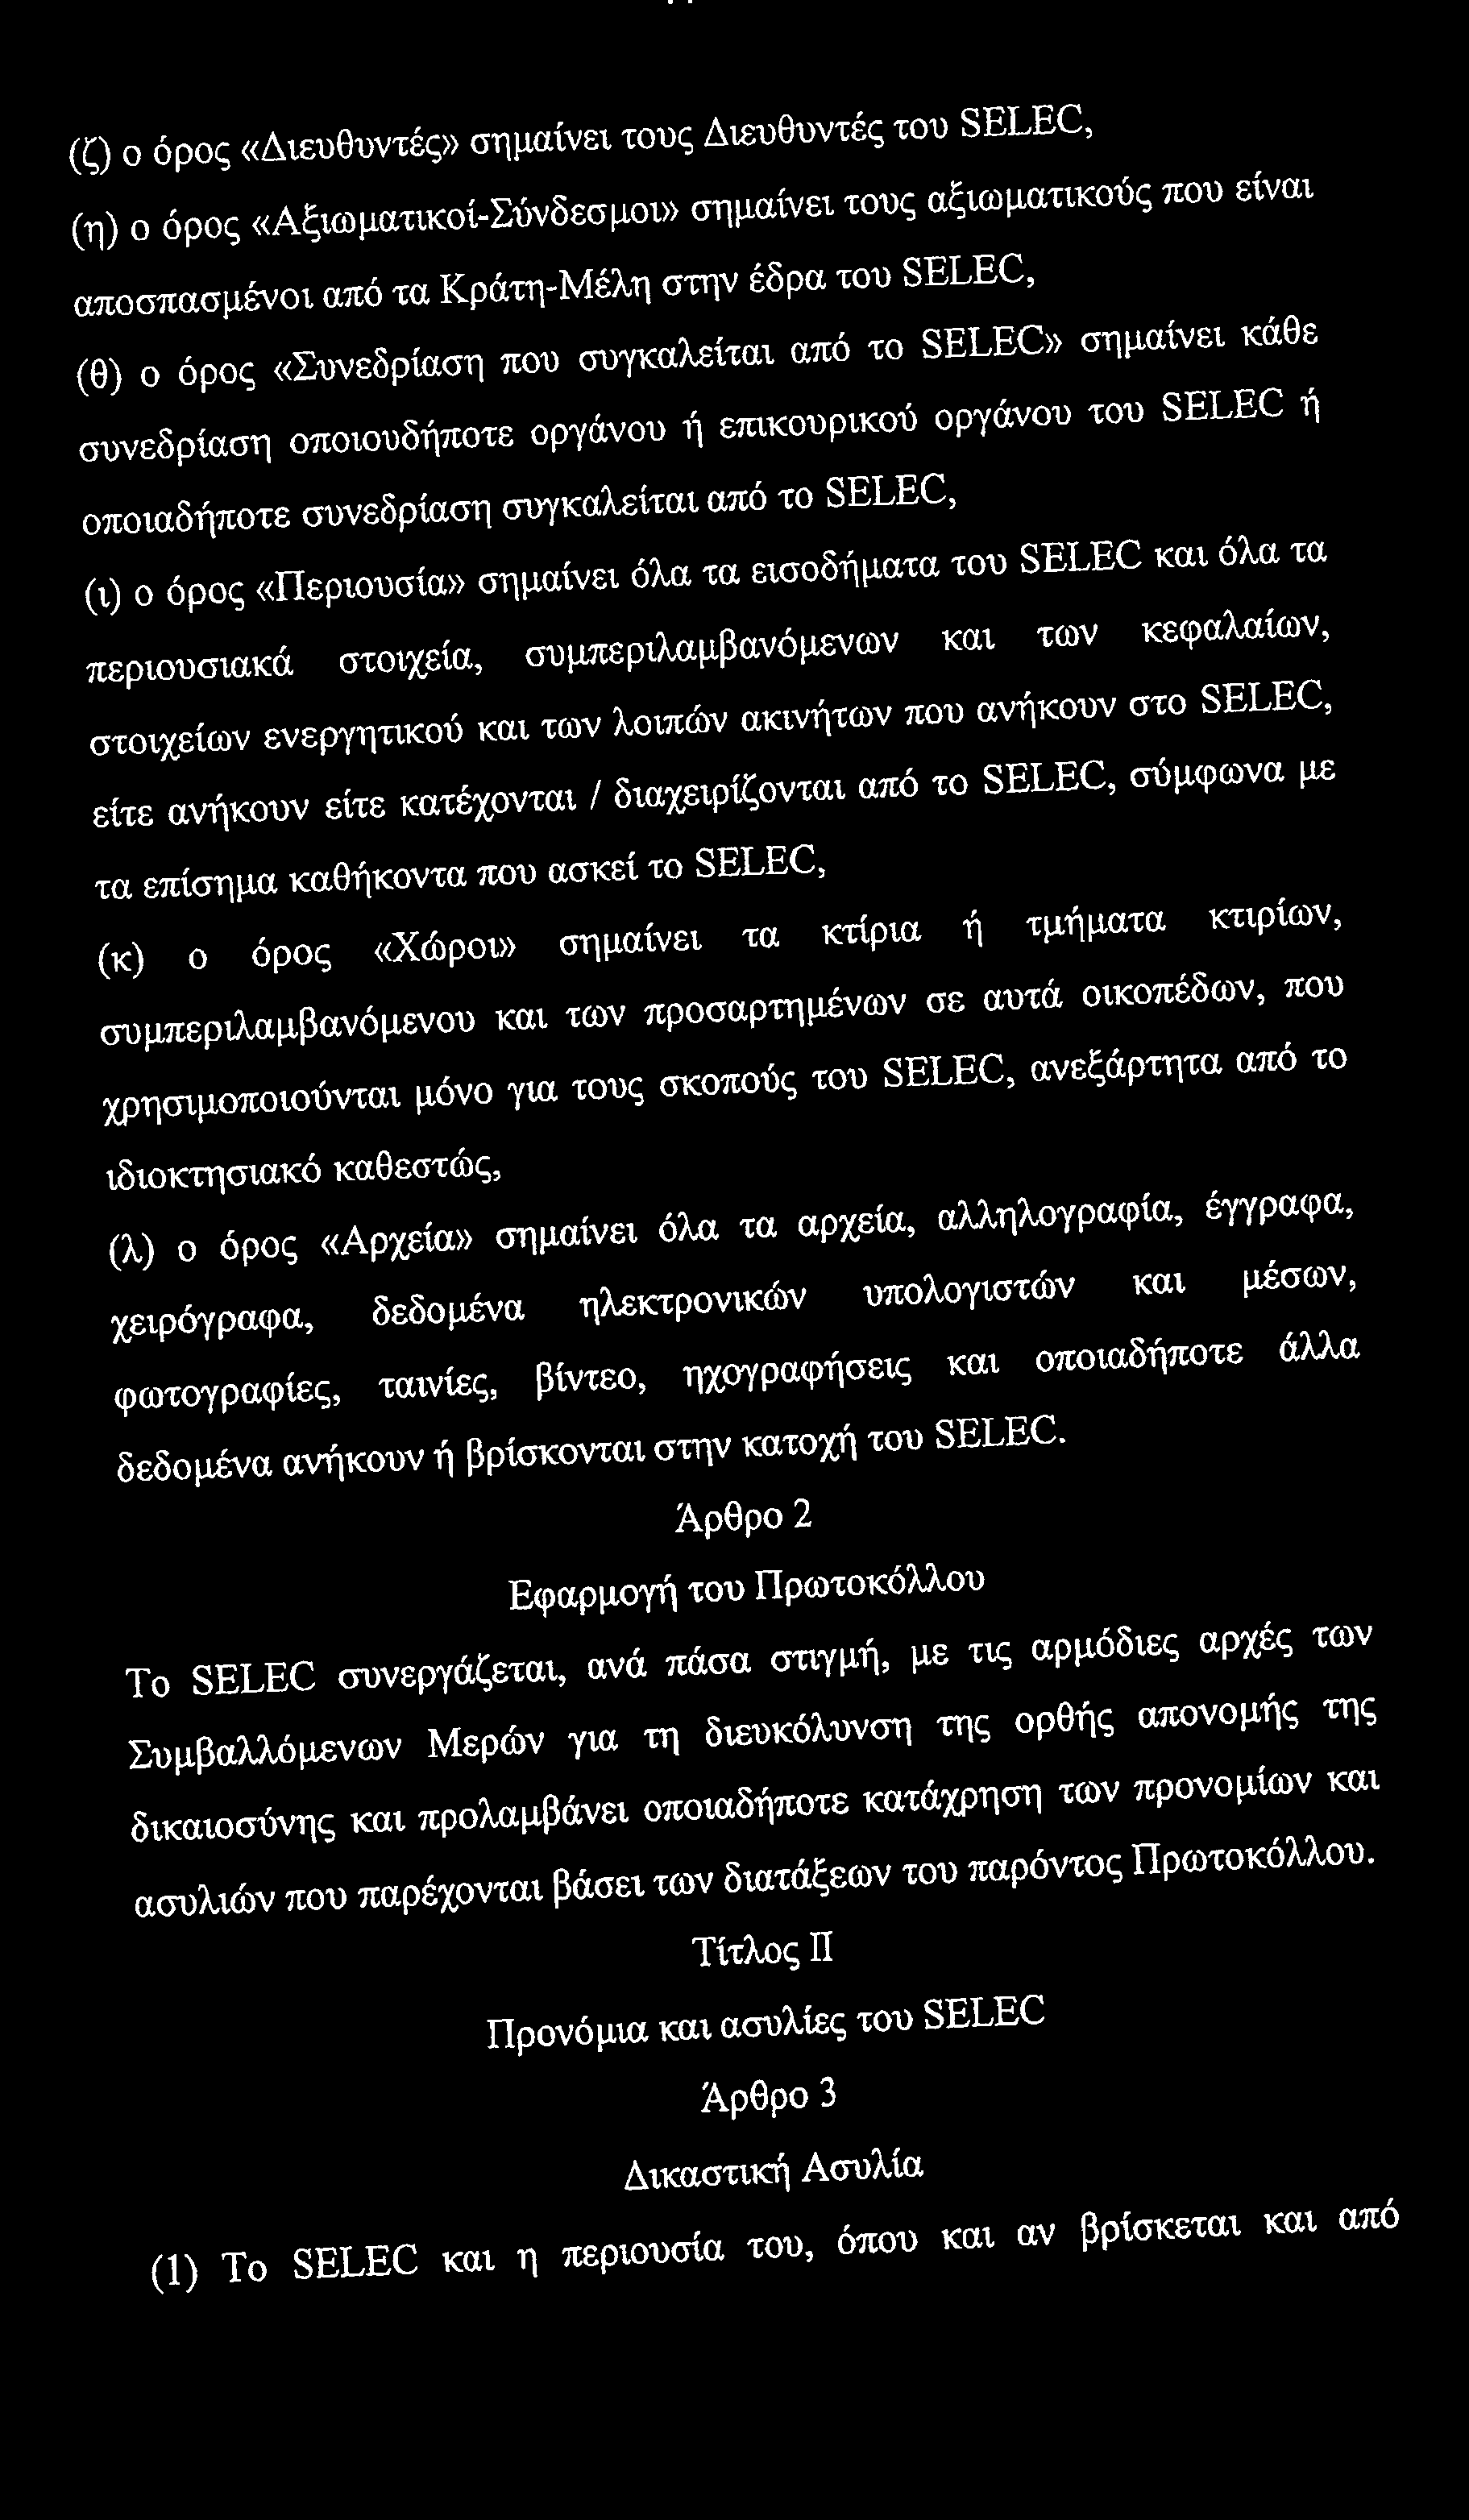 (ζ) ο όρος «Διευθυντές» σημαίνει τους Διευθυντές του SELEC,
(η) ο όρος «Αξιωματικοί-Σύνδεσμοι» σημαίνει τους αξιωματικούς που είναι
αποσπασμένοι από τα Κράτη-Μέλη στην έδρα του SELEC,
(θ) ο όρος «Συνεδρίαση που συγκαλείται από το SELEC» σημαίνει κάθε
συνεδρίαση οποιουδήποτε οργάνου ή επικουρικού οργάνου του SELEC ή
οποιαδήποτε συνεδρίαση συγκαλείται από το SELEC,
(ι) ο όρος «Περιουσία» σημαίνει όλα τα εισοδήματα του SELEC και όλα τα
περιουσιακά στοιχεία, συμπεριλαμβανόμενων και των κεφαλαίων,
στοιχείων ενεργητικού και των λοιπών ακινήτων που ανήκουν στο SELEC,
είτε ανήκουν είτε κατέχονται / διαχειρίζονται από το SELEC, σύμφωνα με
τα επίσημα καθήκοντα που ασκεί το SELEC,
(κ) ο όρος «Χώροι» σημαίνει τα κτίρια ή τμήματα κτιρίων,
συμπεριλαμβανόμενου και των προσαρτημένων σε αυτά οικοπέδων, που
χρησιμοποιούνται μόνο για τους σκοπούς του SELEC, ανεξάρτητα από το
ιδιοκτησιακό καθεστώς,
(λ) ο όρος «Αρχεία» σημαίνει όλα τα αρχεία, αλληλογραφία, έγγραφα,
χειρόγραφα, δεδομένα ηλεκτρονικών υπολογιστών και μέσων,
φωτογραφίες, ταινίες, βίντεο, ηχογραφήσεις και οποιαδήποτε άλλα
δεδομένα ανήκουν ή βρίσκονται στην κατοχή του SELEC.
Άρθρο 2
Εφαρμογή του Πρωτοκόλλου
Το SELEC συνεργάζεται, ανά πάσα στιγμή, με τις αρμόδιες αρχές των
Συμβαλλόμενων Μερών για τη διευκόλυνση της ορθής απονομής της
δικαιοσύνης και προλαμβάνει οποιαδήποτε κατάχρηση των προνομίων και
ασυλιών που παρέχονται βάσει των διατάξεων του παρόντος Πρωτοκόλλου.
Τίτλος ΙΙ
Προνόμια και ασυλίες του SELEC
Άρθρο 3
Δικαστική Ασυλία
(1) Το SELEC και η περιουσία του, όπου και αν βρίσκεται και από